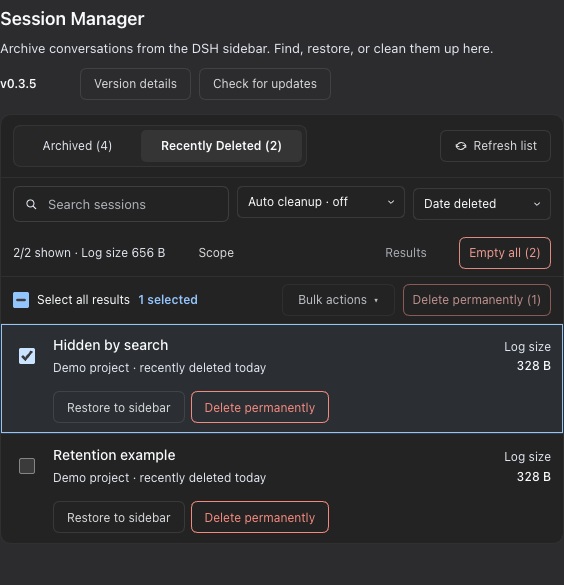 Session Manager
Archive conversations from the DSH sidebar. Find, restore, or clean them up here.
v0.3.5 Version details Check for updates
Archived (4) Recently Deleted (2) Refresh list
Search sessions Auto cleanup · off Date deleted
2/2 shown · Log size 656 B Scope Results Empty all (2)
Select all results 1 selected Bulk actions Delete permanently (1)
Hidden by search Log size
Demo project · recently deleted today 328 B
Restore to sidebar Delete permanently
Retention example Log size
Demo project · recently deleted today 328 B
Restore to sidebar Delete permanently